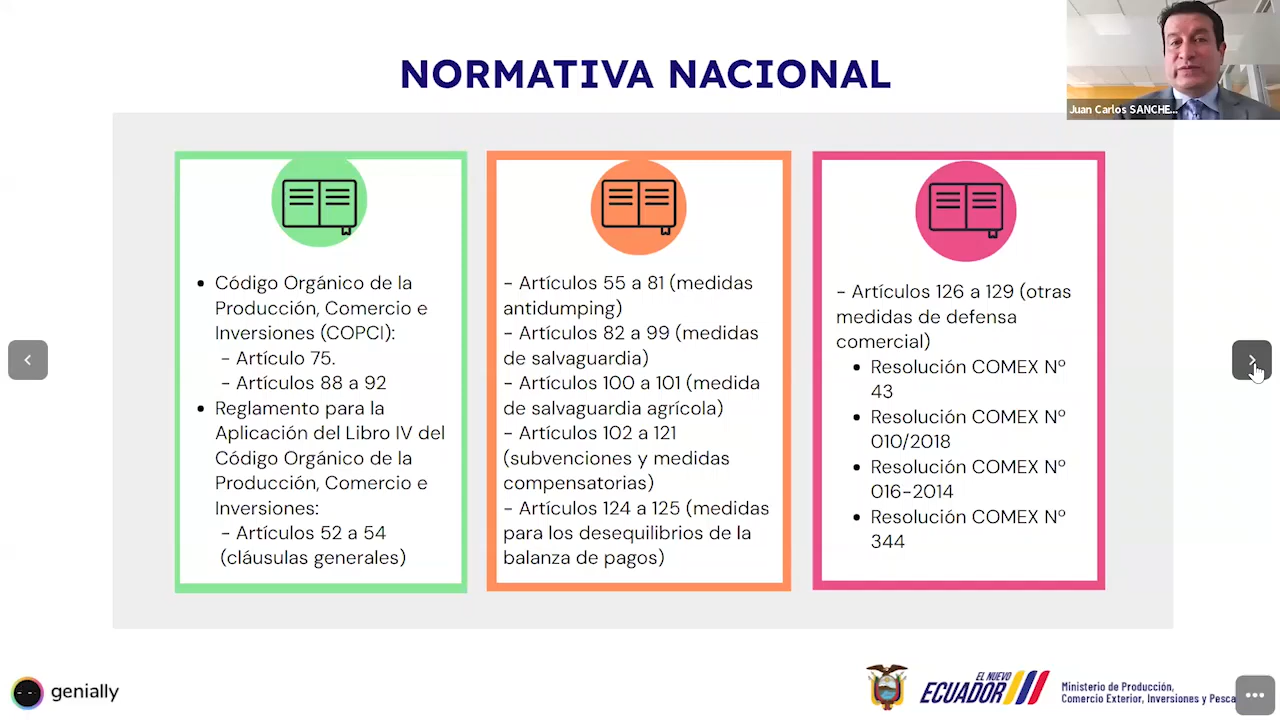 NORMATIVA NACIONAL
Juan Carlos SANCHE...
• Código Orgánico de la
Producción, Comercio e
Inversiones (COPCI):
- Artículo 75.
- Artículos 88 a 92
• Reglamento para la
Aplicación del Libro IV del
Código Orgánico de la
Producción, Comercio e
Inversiones:
- Artículos 52 a 54
(cláusulas generales)
- Artículos 55 a 81 (medidas
antidumping)
- Artículos 82 a 99 (medidas
de salvaguardia)
- Artículos 100 a 101 (medida
de salvaguardia agrícola)
- Artículos 102 a 121
(subvenciones y medidas
compensatorias)
- Artículos 124 a 125 (medidas
para los desequilibrios de la
balanza de pagos)
- Artículos 126 a 129 (otras
medidas de defensa
comercial)
• Resolución COMEX Nº
43
• Resolución COMEX Nº
010/2018
• Resolución COMEX Nº
016-2014
• Resolución COMEX Nº
344
genially
EL NUEVO
ECUADOR
Ministerio de Producción,
Comercio Exterior, Inversiones y Pesca